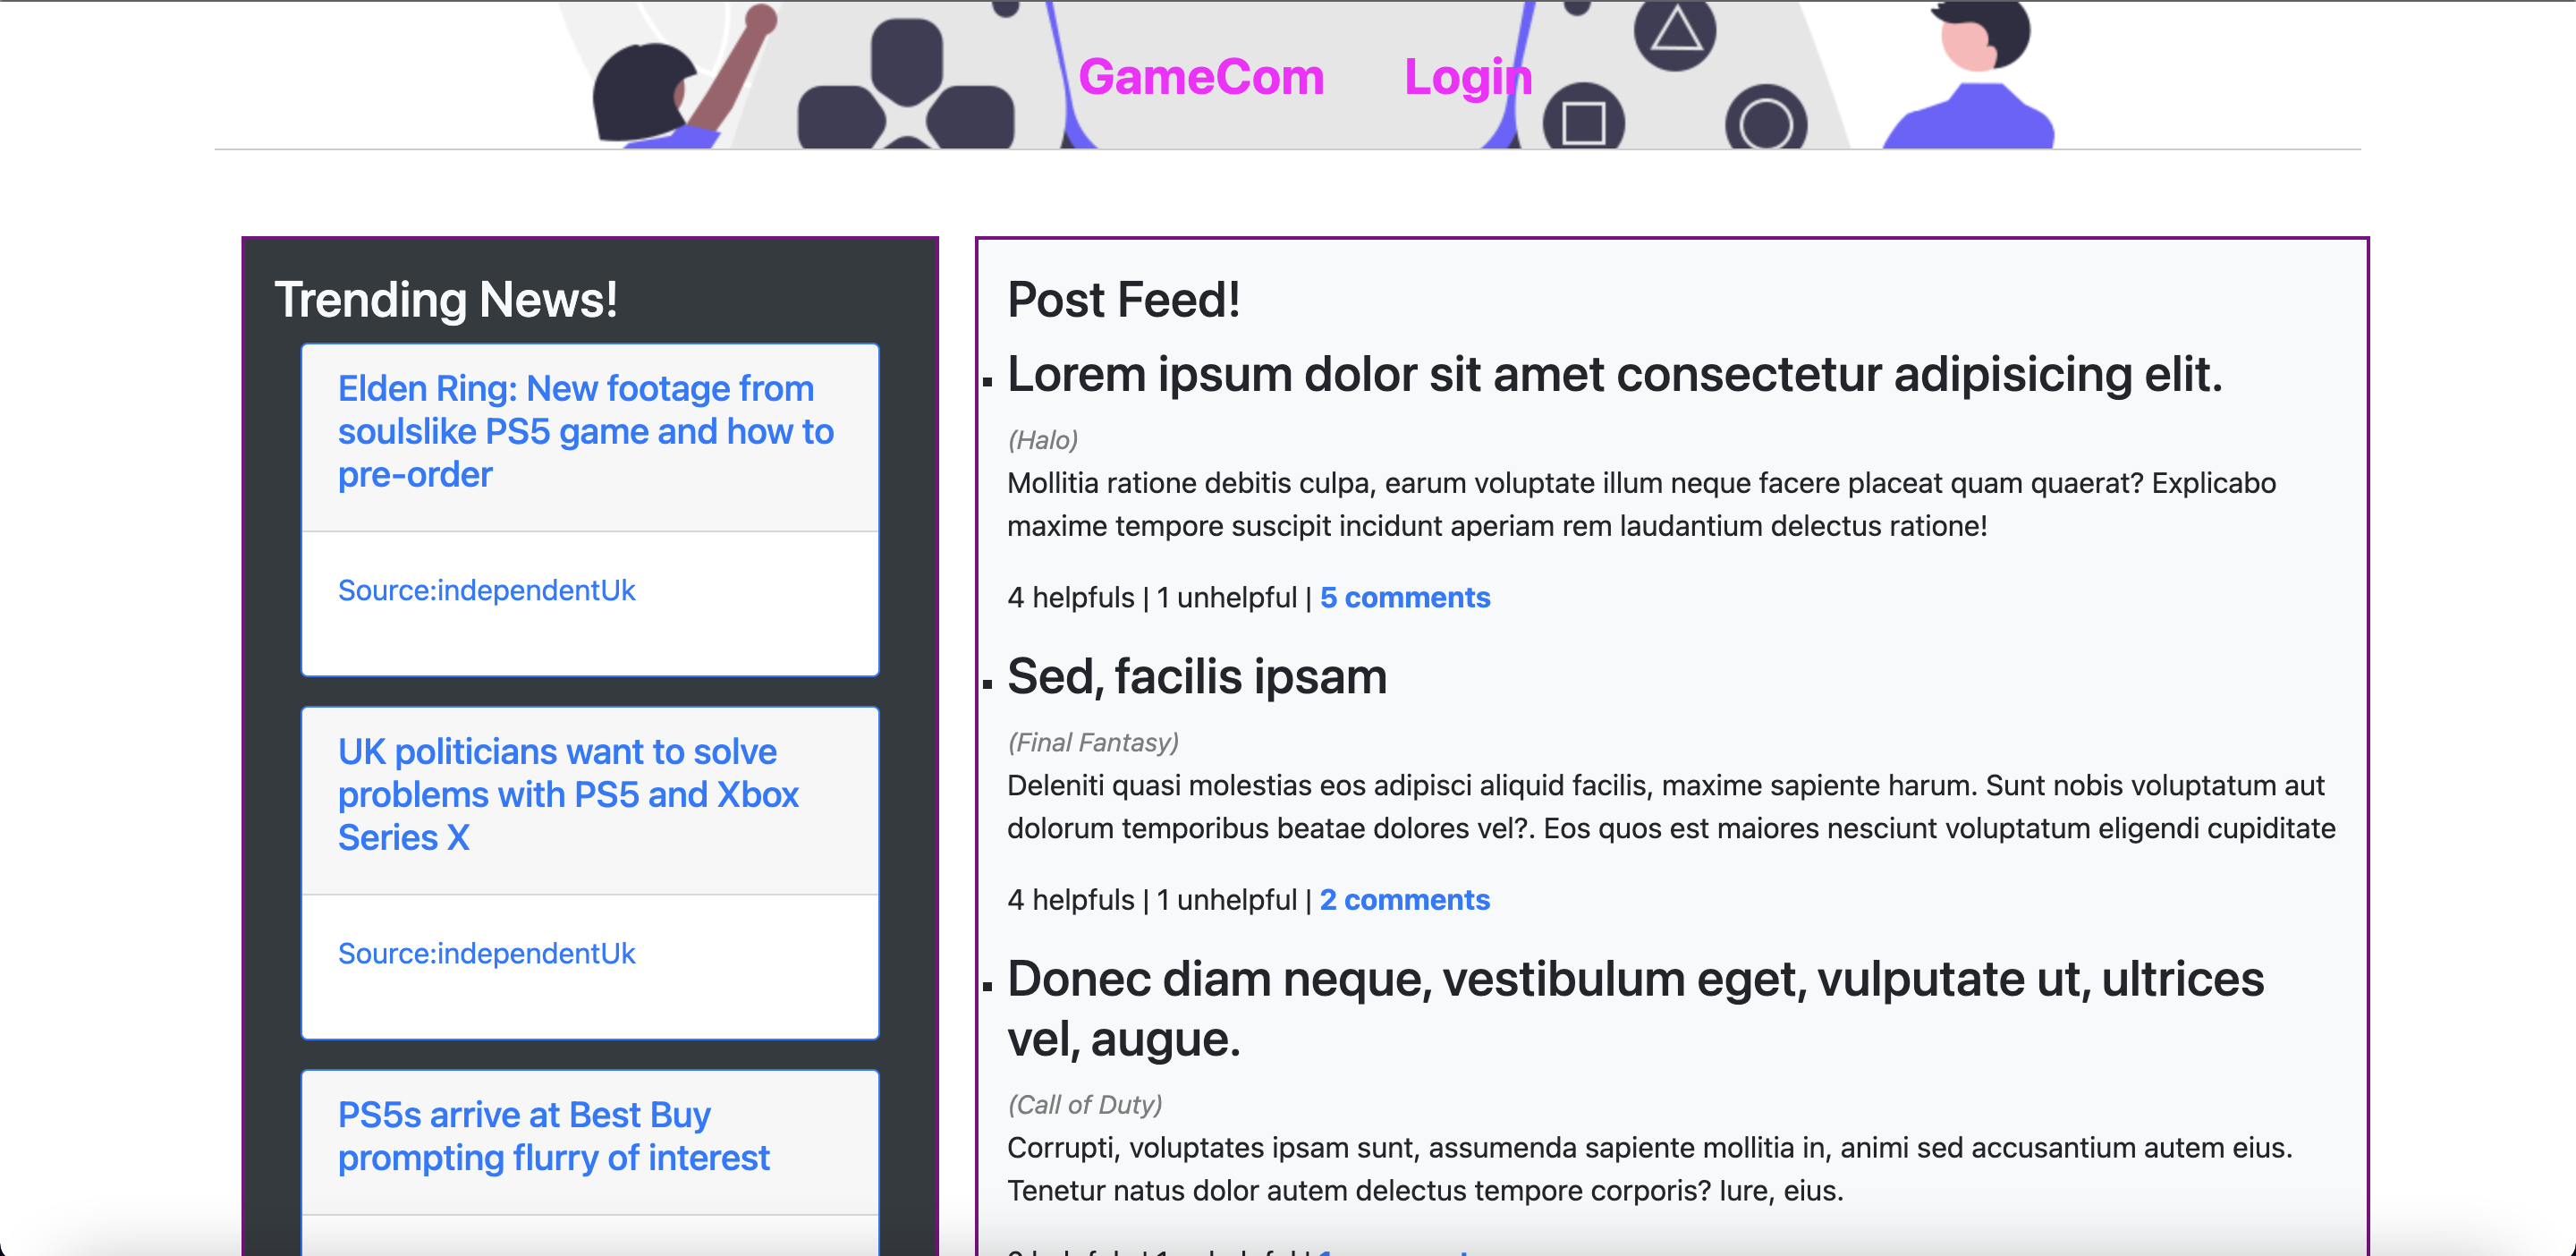 GameCom Login
Trending News!
Elden Ring: New footage from
soulslike PS5 game and how to
pre-order
Source:independentUk
UK politicians want to solve
problems with PS5 and Xbox
Series X
Source:independentUk
PS5s arrive at Best Buy
prompting flurry of interest
Post Feed!
Lorem ipsum dolor sit amet consectetur adipisicing elit.
(Halo)
Mollitia ratione debitis culpa, earum voluptate illum neque facere placeat quam quaerat? Explicabo
maxime tempore suscipit incidunt aperiam rem laudantium delectus ratione!
4 helpfuls | 1 unhelpful | 5 comments
Sed, facilis ipsam
(Final Fantasy)
Deleniti quasi molestias eos adipisci aliquid facilis, maxime sapiente harum. Sunt nobis voluptatum aut
dolorum temporibus beatae dolores vel?. Eos quos est maiores nesciunt voluptatum eligendi cupiditate
4 helpfuls | 1 unhelpful | 2 comments
Donec diam neque, vestibulum eget, vulputate ut, ultrices
vel, augue.
(Call of Duty)
Corrupti, voluptates ipsam sunt, assumenda sapiente mollitia in, animi sed accusantium autem eius.
Tenetur natus dolor autem delectus tempore corporis? Iure, eius.